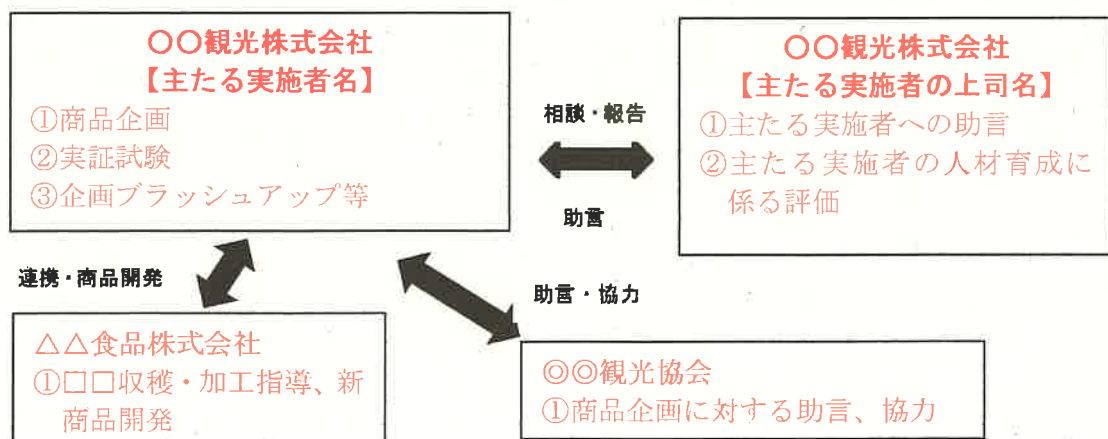 〇〇観光株式会社
【主たる実施者名】
①商品企画
②実証試験
③企画ブラッシュアップ等
相談・報告
助言
〇〇観光株式会社
【主たる実施者の上司名】
①主たる実施者への助言
②主たる実施者の人材育成に
係る評価
連携・商品開発
助言・協力
△△食品株式会社
①□□収穫・加工指導、新
商品開発
◎◎観光協会
①商品企画に対する助言、協力